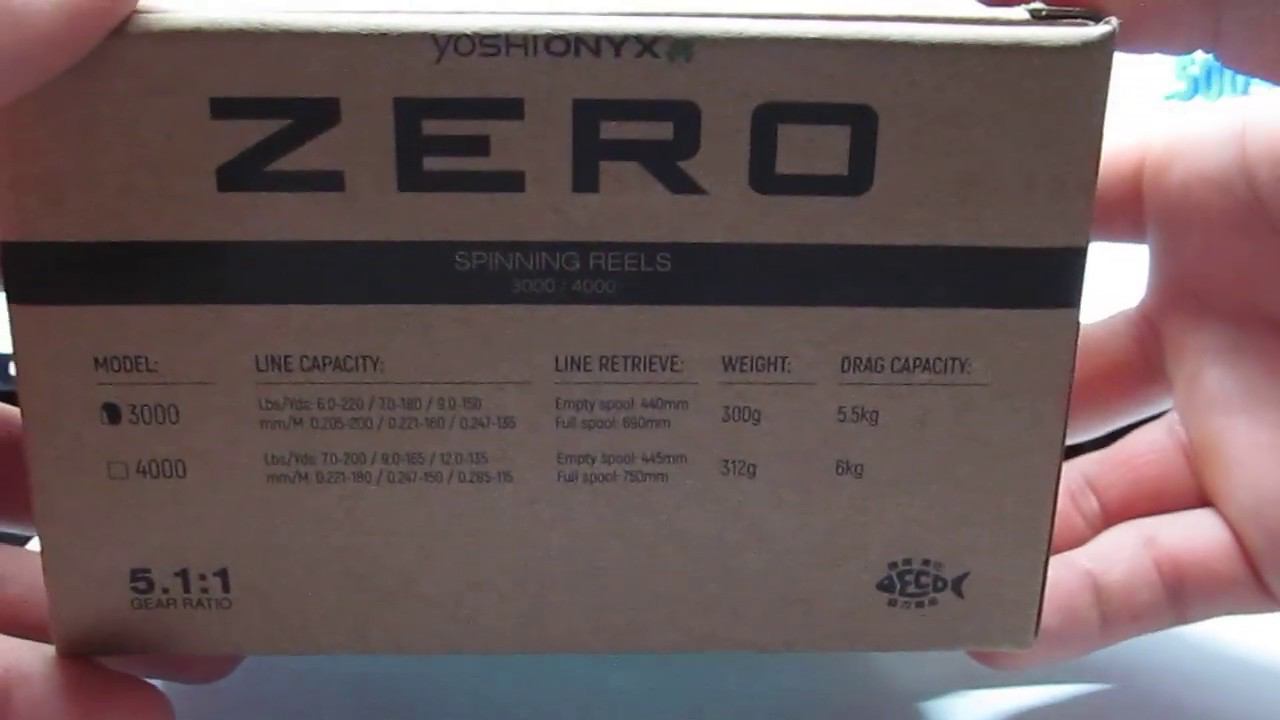 yoshiONYX
ZERO
SPINNING REELS
3000 / 4000
MODEL: LINE CAPACITY: LINE RETRIEVE: WEIGHT: DRAG CAPACITY:
3000 Lbs/Yds: 6.0-220 / 7.0-180 / 9.0-150 Empty spool: 440mm 300g 5.5kg
mm/M: 0.205-200 / 0.221-160 / 0.247-135 Full spool: 690mm
4000 Lbs/Yds: 7.0-200 / 9.0-165 / 12.0-135 Empty spool: 445mm 312g 6kg
mm/M: 0.221-180 / 0.247-150 / 0.285-115 Full spool: 750mm
5.1:1
GEAR RATIO
ECO